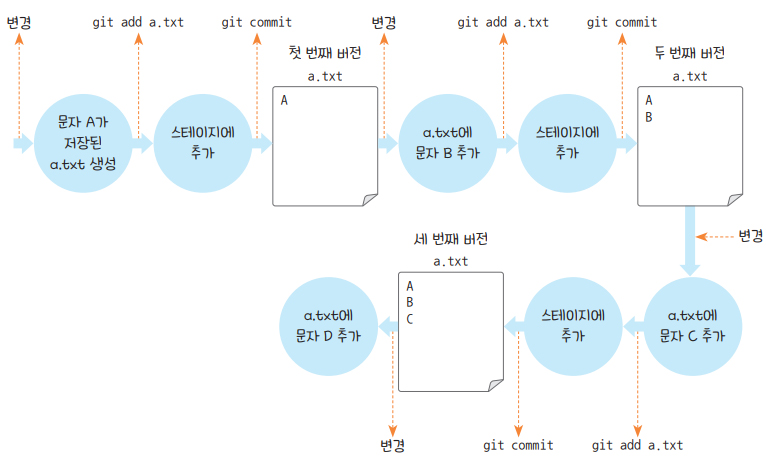 변경
git add a.txt
git commit
변경
git add a.txt
git commit
첫 번째 버전
두 번째 버전
a.txt
a.txt
문자 A가
저장된
a.txt 생성
스테이지에
추가
A
a.txt에
문자 B 추가
스테이지에
추가
A
B
변경
세 번째 버전
a.txt
a.txt에
문자 D 추가
A
B
C
스테이지에
추가
a.txt에
문자 C 추가
변경
git commit
git add a.txt